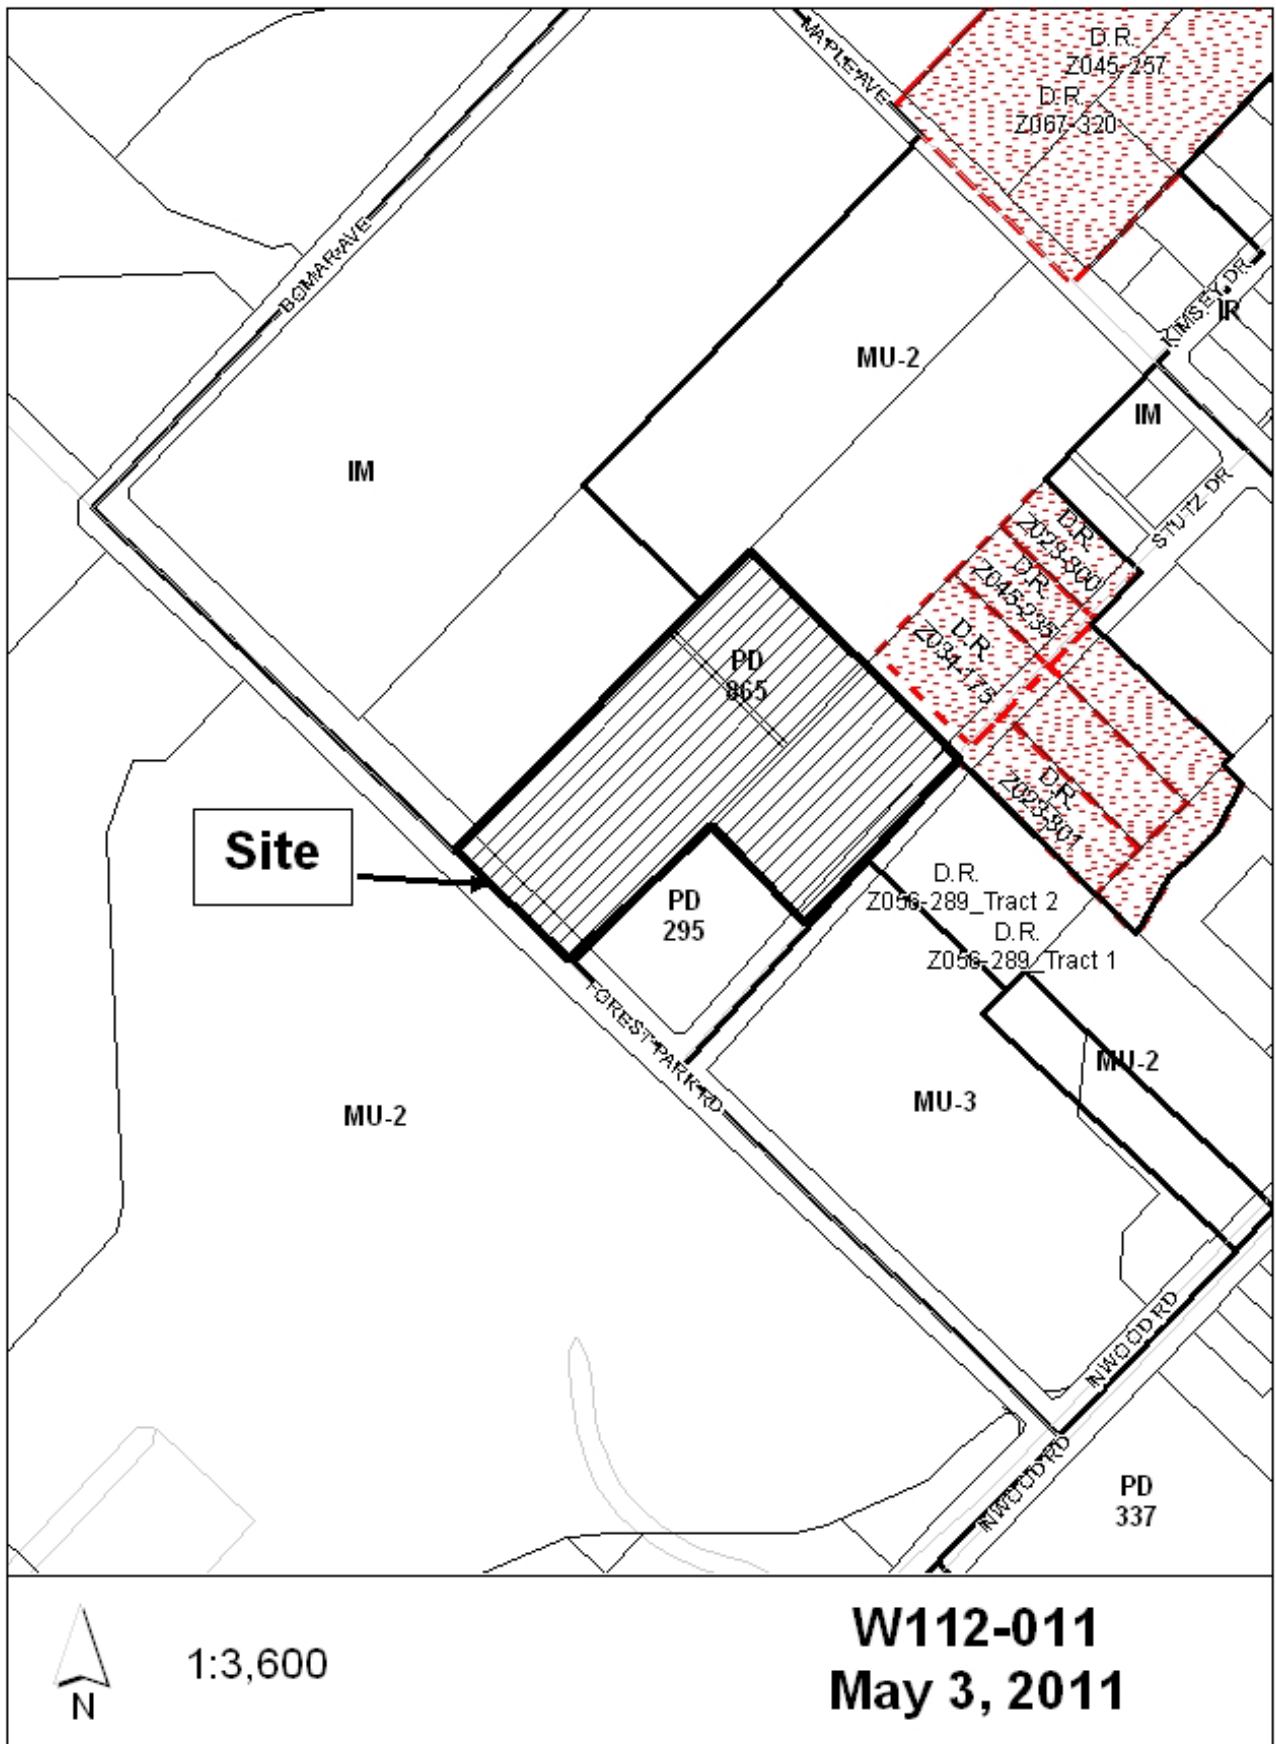 D.R.
Z045-257
D.R.
Z067-320
MAPLE AVE
BOMAR AVE
KIMSEY DR
IR
MU-2
IM
IM
STUTZ DR
D.R.
Z023-300
D.R.
Z045-235
D.R.
Z034-175
PD
865
D.R.
Z023-301
Site
D.R.
Z056-289_Tract 2
PD
295
D.R.
Z056-289_Tract 1
FOREST PARK RD
MU-2
MU-3
MU-2
INWOOD RD
INWOOD RD
PD
337
N
1:3,600
W112-011
May 3, 2011